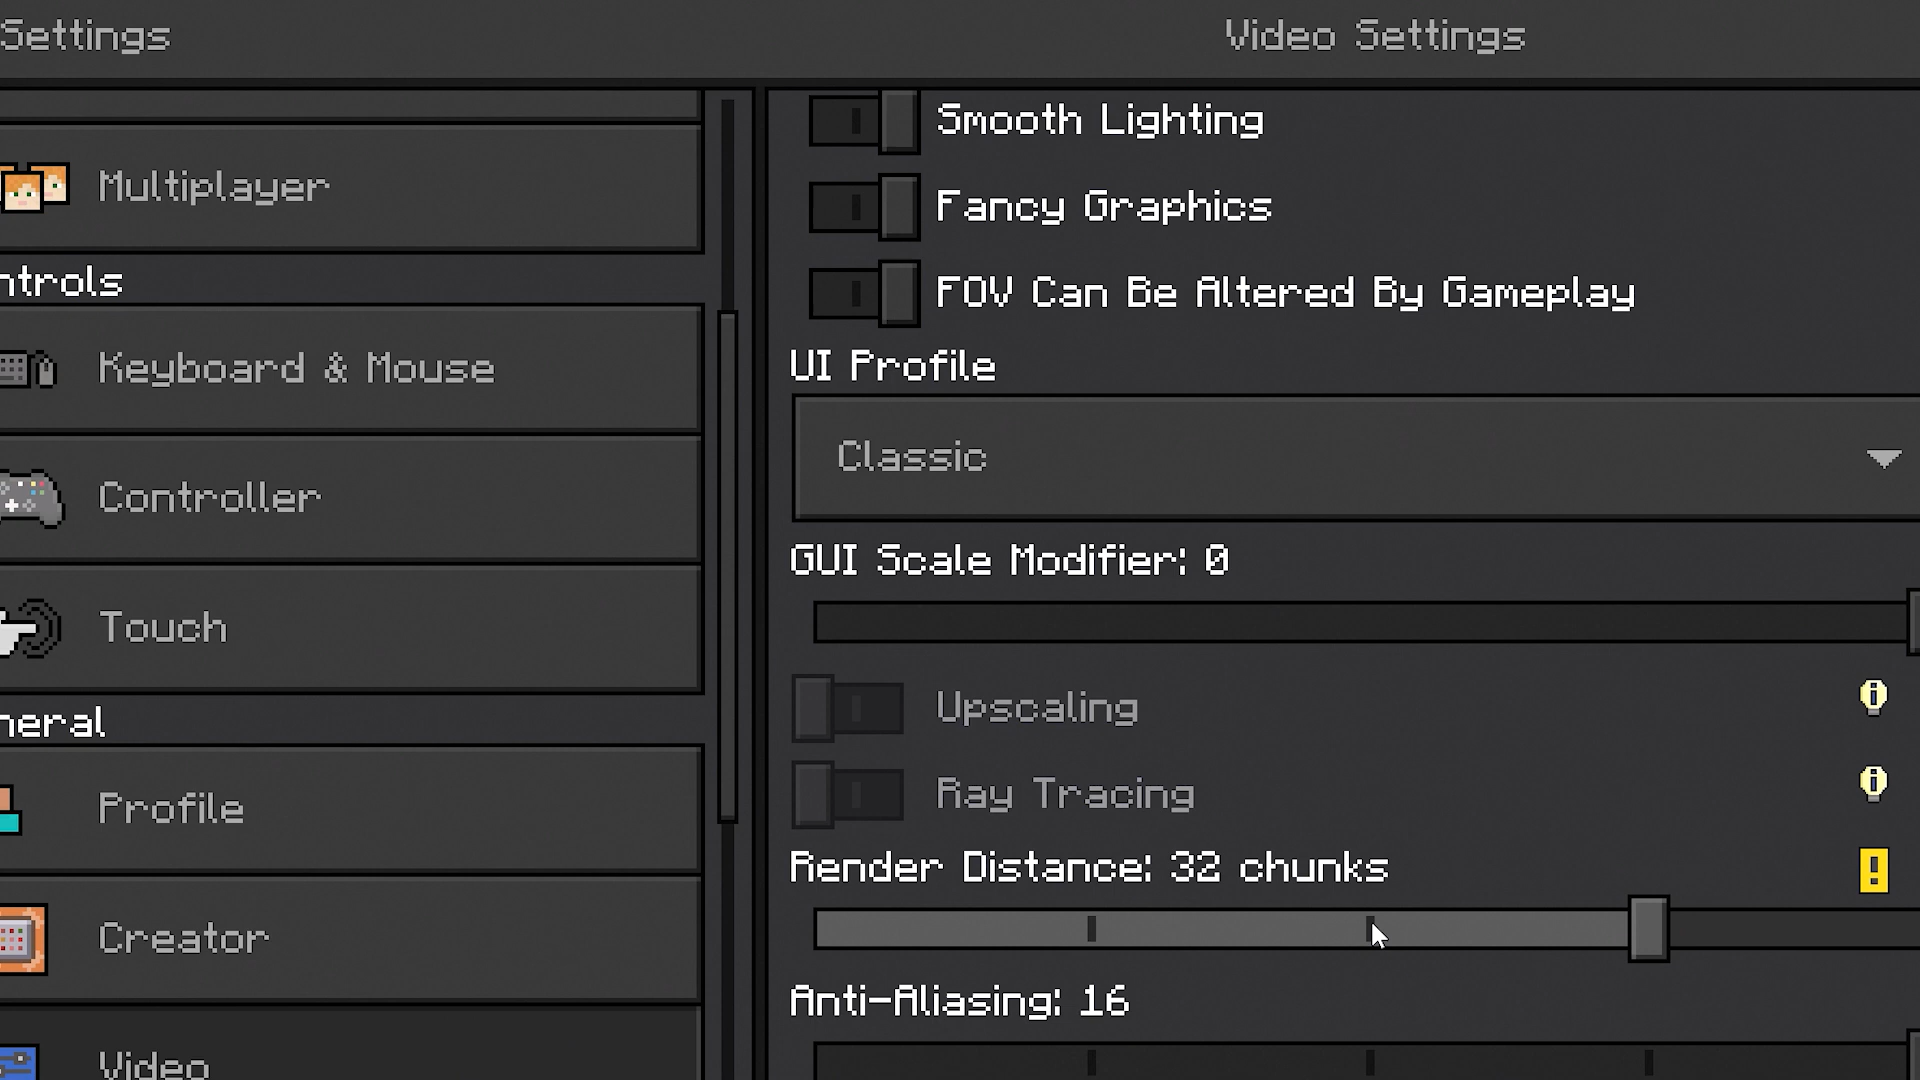 Settings
Video Settings
Multiplayer
ntrols
Keyboard & Mouse
Controller
Touch
neral
Profile
Creator
Video
Smooth Lighting
Fancy Graphics
FOV Can Be Altered By Gameplay
UI Profile
Classic
GUI Scale Modifier: 0
Upscaling
Ray Tracing
Render Distance: 32 chunks
Anti-Aliasing: 16